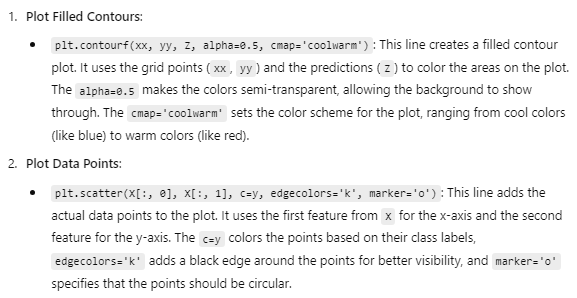 1. Plot Filled Contours:
• plt.contourf(xx, yy, Z, alpha=0.5, cmap='coolwarm') : This line creates a filled contour
plot. It uses the grid points ( xx , yy ) and the predictions ( Z ) to color the areas on the plot.
The alpha=0.5 makes the colors semi-transparent, allowing the background to show
through. The cmap='coolwarm' sets the color scheme for the plot, ranging from cool colors
(like blue) to warm colors (like red).
2. Plot Data Points:
• plt.scatter(X[:, 0], X[:, 1], c=y, edgecolors='k', marker='o') : This line adds the
actual data points to the plot. It uses the first feature from X for the x-axis and the second
feature for the y-axis. The c=y colors the points based on their class labels,
edgecolors='k' adds a black edge around the points for better visibility, and marker='o'
specifies that the points should be circular.